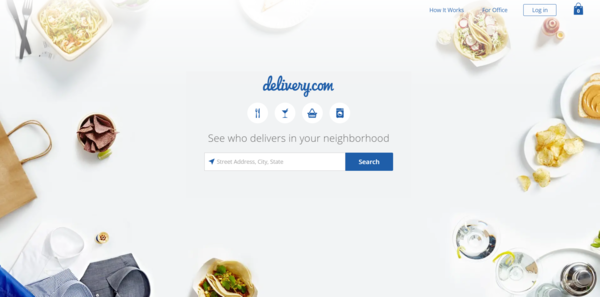 How it Works
For Office
Log in
0
delivery.com
See who delivers in your neighborhood
Street Address, City, State
Search